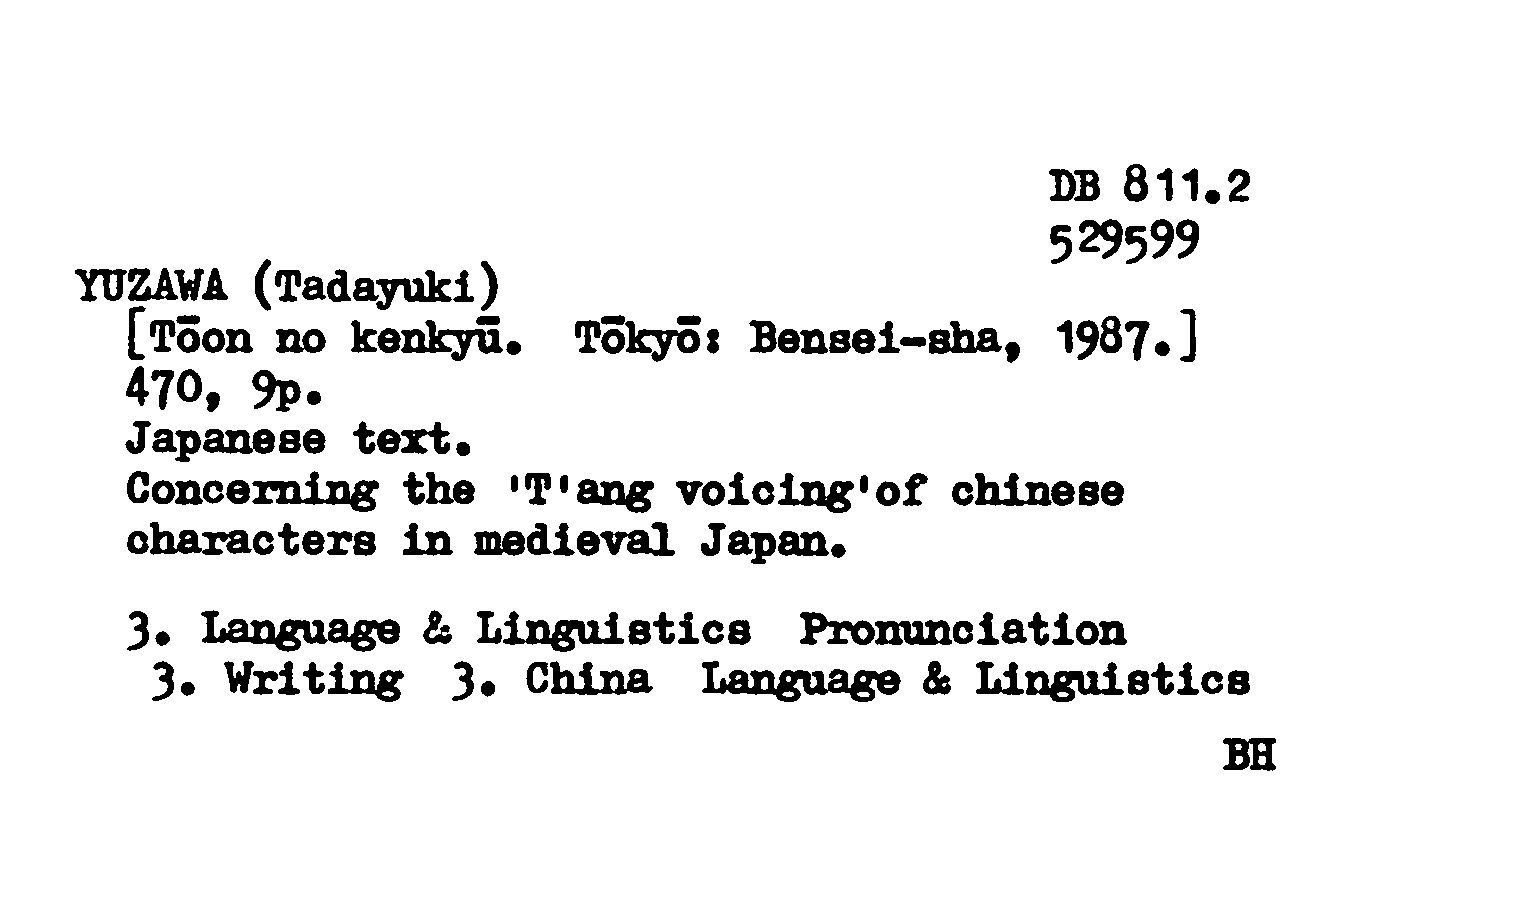 DB 811.2
529599
YUZAWA (Tadayuki)
[Tōon no kenkyū. Tōkyō: Bensei-sha, 1987.]
470, 9p.
Japanese text.
Concerning the 'T'ang voicing'of chinese
characters in medieval Japan.
3. Language & Linguistics Pronunciation
3. Writing 3. China Language & Linguistics
BH